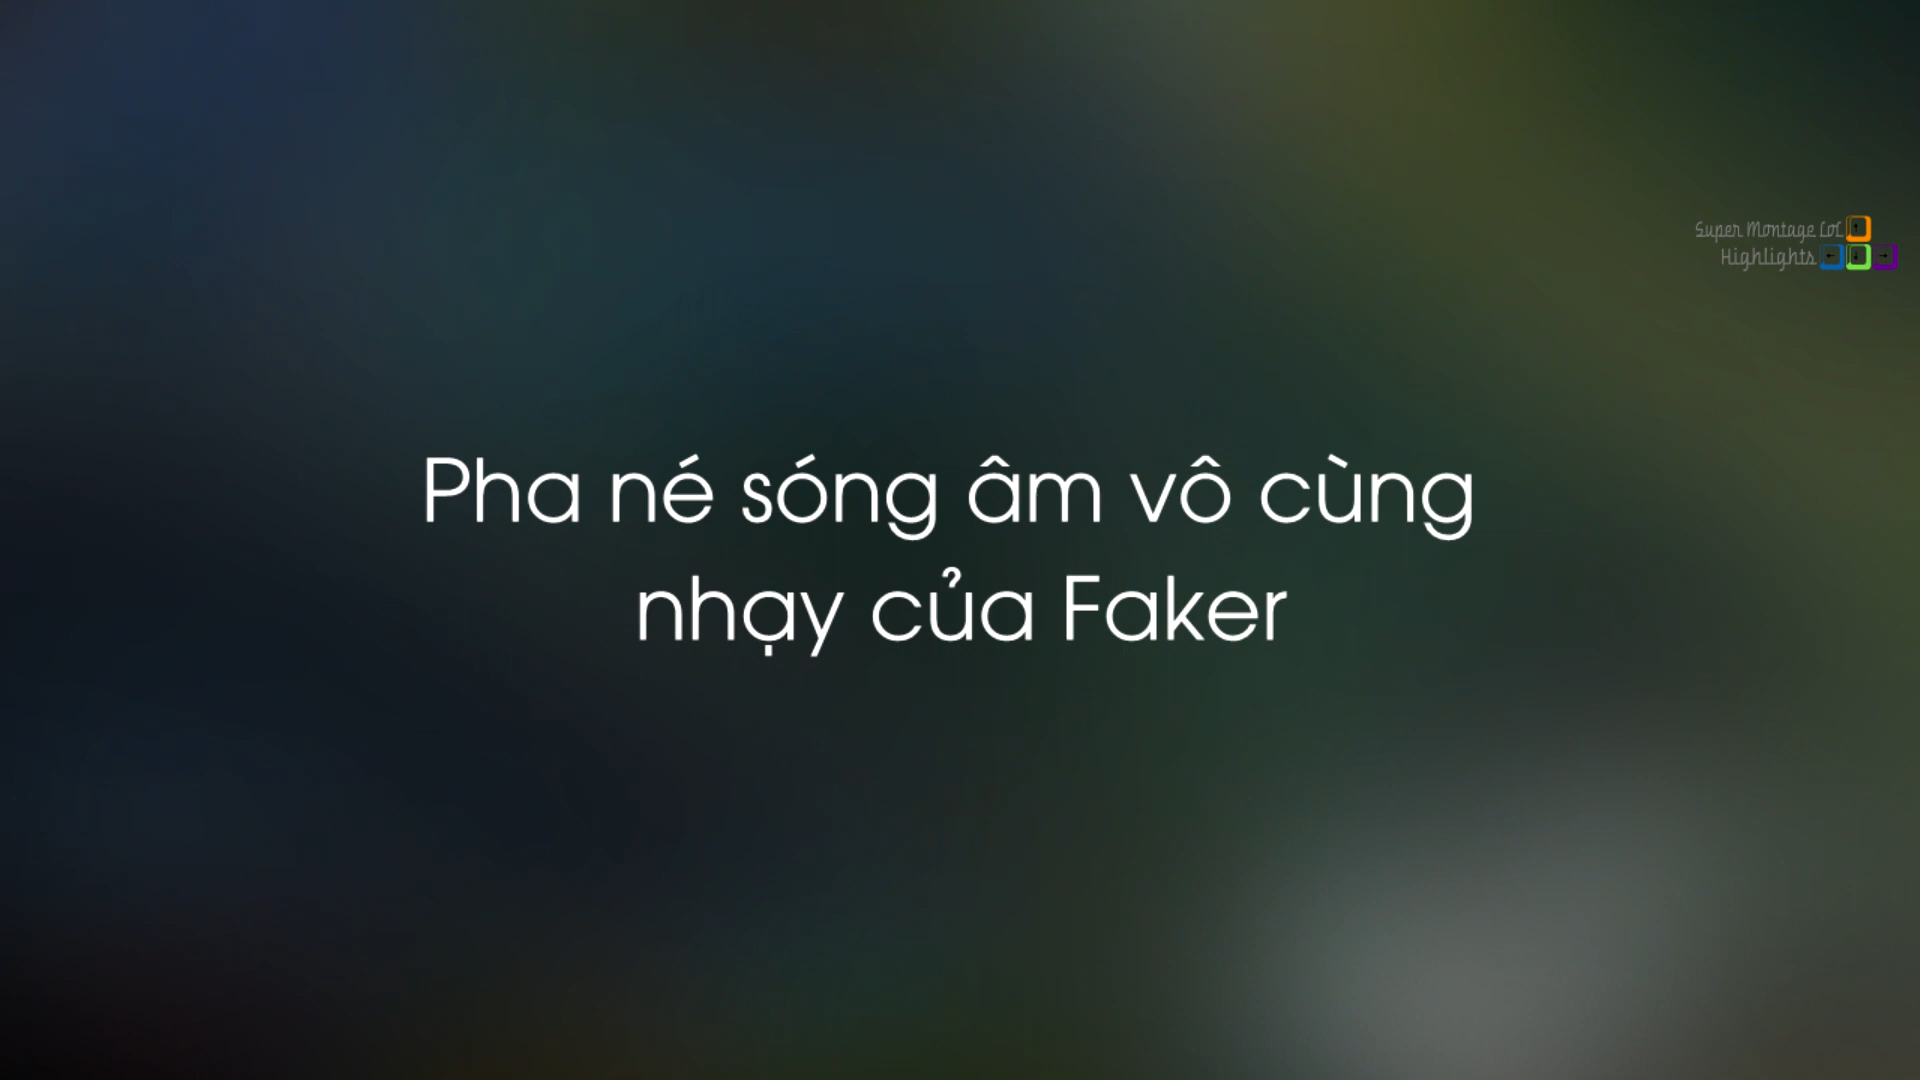 Super Montage LoL
Highlights
Pha né sóng âm vô cùng
nhạy của Faker